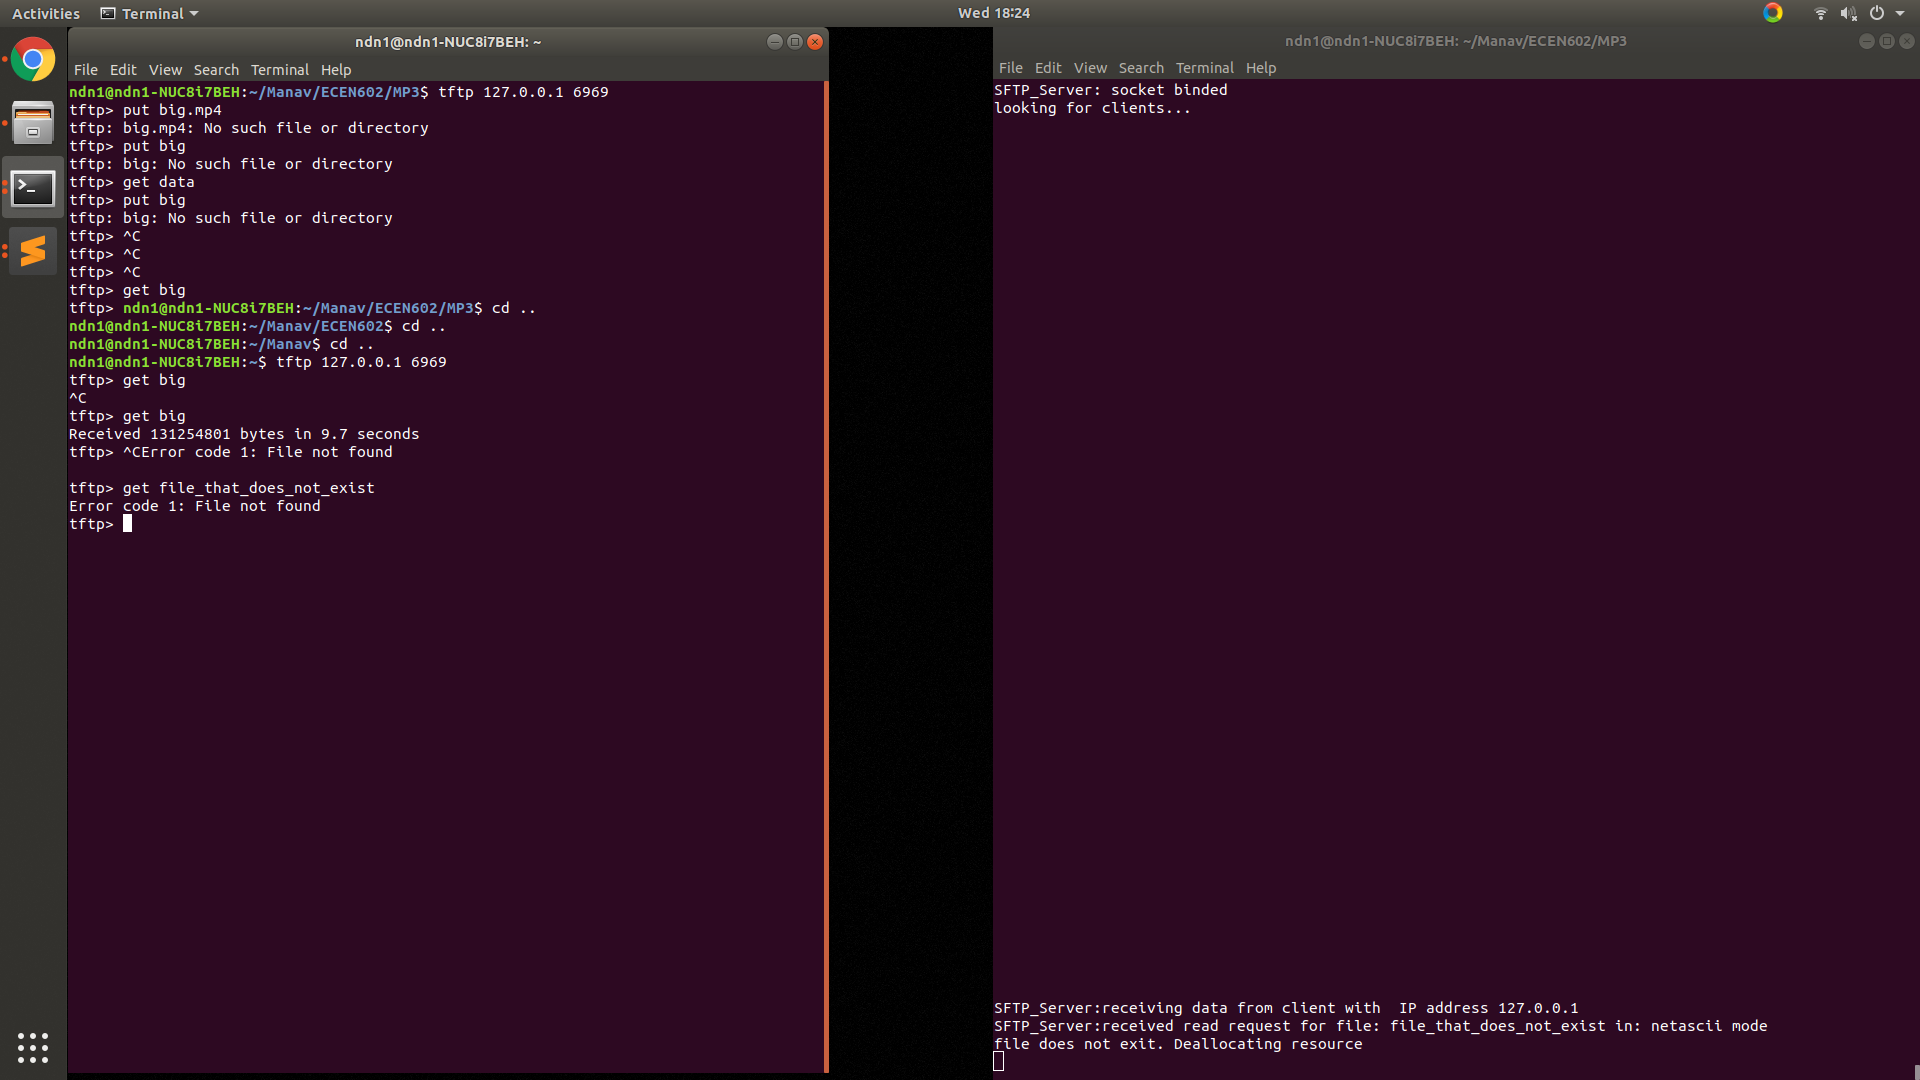 Activities Terminal Wed 18:24
ndn1@ndn1-NUC8i7BEH: ~
File Edit View Search Terminal Help
ndn1@ndn1-NUC8i7BEH:~/Manav/ECEN602/MP3$ tftp 127.0.0.1 6969
tftp> put big.mp4
tftp: big.mp4: No such file or directory
tftp> put big
tftp: big: No such file or directory
tftp> get data
tftp> put big
tftp: big: No such file or directory
tftp> ^C
tftp> ^C
tftp> ^C
tftp> get big
tftp> ndn1@ndn1-NUC8i7BEH:~/Manav/ECEN602/MP3$ cd ..
ndn1@ndn1-NUC8i7BEH:~/Manav/ECEN602$ cd ..
ndn1@ndn1-NUC8i7BEH:~/Manav$ cd ..
ndn1@ndn1-NUC8i7BEH:~$ tftp 127.0.0.1 6969
tftp> get big
^C
tftp> get big
Received 131254801 bytes in 9.7 seconds
tftp> ^CError code 1: File not found
tftp> get file_that_does_not_exist
Error code 1: File not found
tftp>
ndn1@ndn1-NUC8i7BEH: ~/Manav/ECEN602/MP3
File Edit View Search Terminal Help
SFTP_Server: socket binded
looking for clients...
SFTP_Server:receiving data from client with  IP address 127.0.0.1
SFTP_Server:received read request for file: file_that_does_not_exist in: netascii mode
file does not exit. Deallocating resource